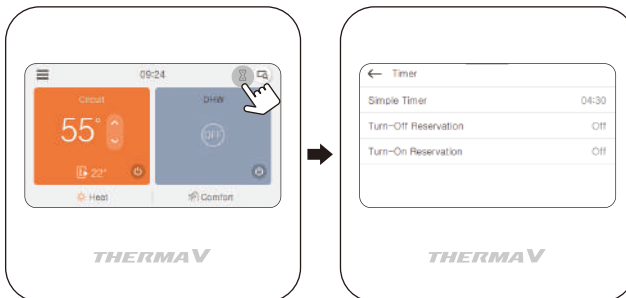 09:24
Circuit
DHW
55°
OFF
22°
Heat
Comfort
THERMA V
Timer
Simple Timer 04:30
Turn-Off Reservation Off
Turn-On Reservation Off
THERMA V